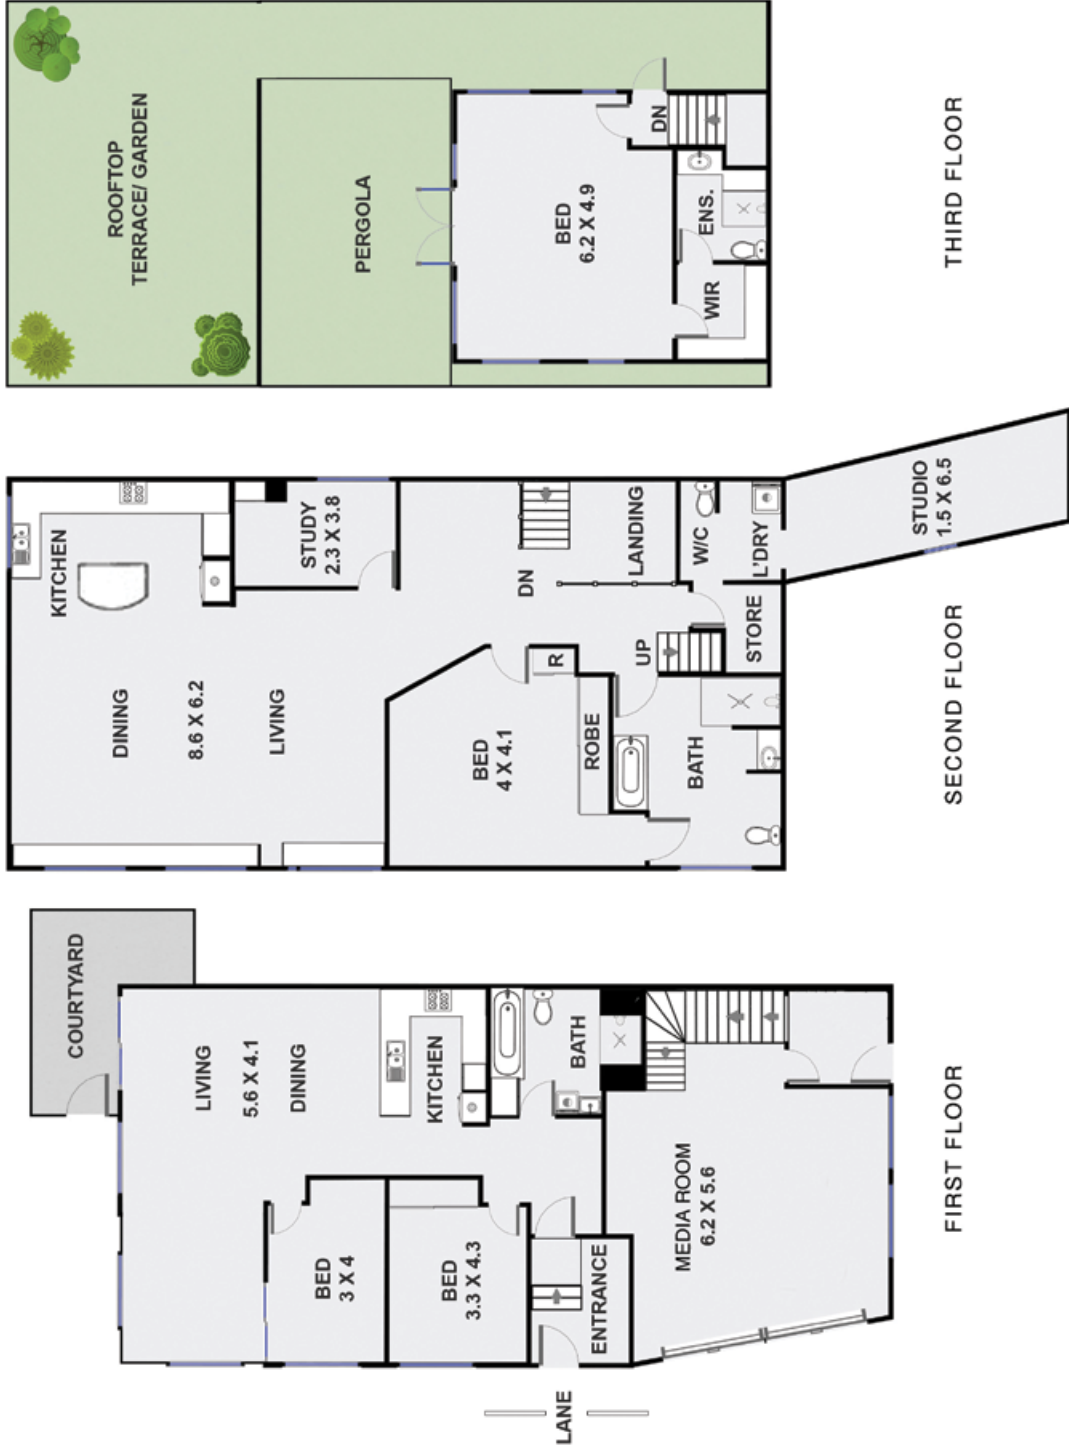 ROOFTOP
TERRACE/ GARDEN
PERGOLA
BED
6.2 X 4.9
DN
ENS.
WIR
THIRD FLOOR
KITCHEN
STUDY
2.3 X 3.8
DINING
8.6 X 6.2
LIVING
DN
LANDING
W/C
L'DRY
STUDIO
1.5 X 6.5
UP
STORE
R
BED
4 X 4.1
ROBE
BATH
SECOND FLOOR
COURTYARD
LIVING
5.6 X 4.1
DINING
KITCHEN
BATH
BED
3 X 4
BED
3.3 X 4.3
ENTRANCE
MEDIA ROOM
6.2 X 5.6
LANE
FIRST FLOOR